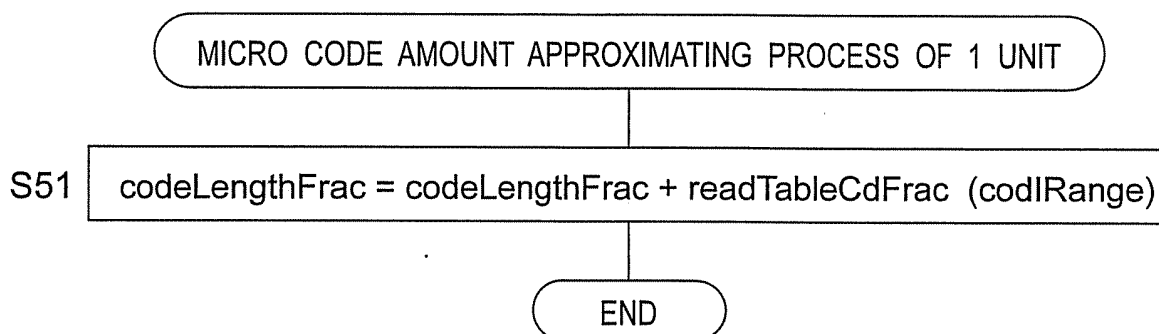 MICRO CODE AMOUNT APPROXIMATING PROCESS OF 1 UNIT
S51 codeLengthFrac = codeLengthFrac + readTableCdFrac (codIRange)
END